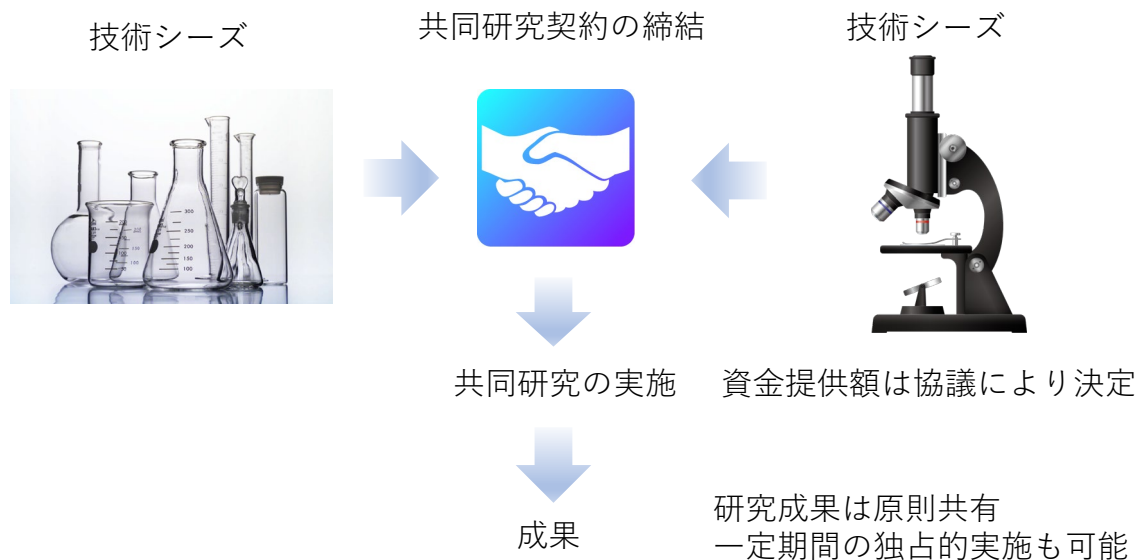 技術シーズ
共同研究契約の締結
技術シーズ
共同研究の実施
資金提供額は協議により決定
成果
研究成果は原則共有
一定期間の独占的実施も可能